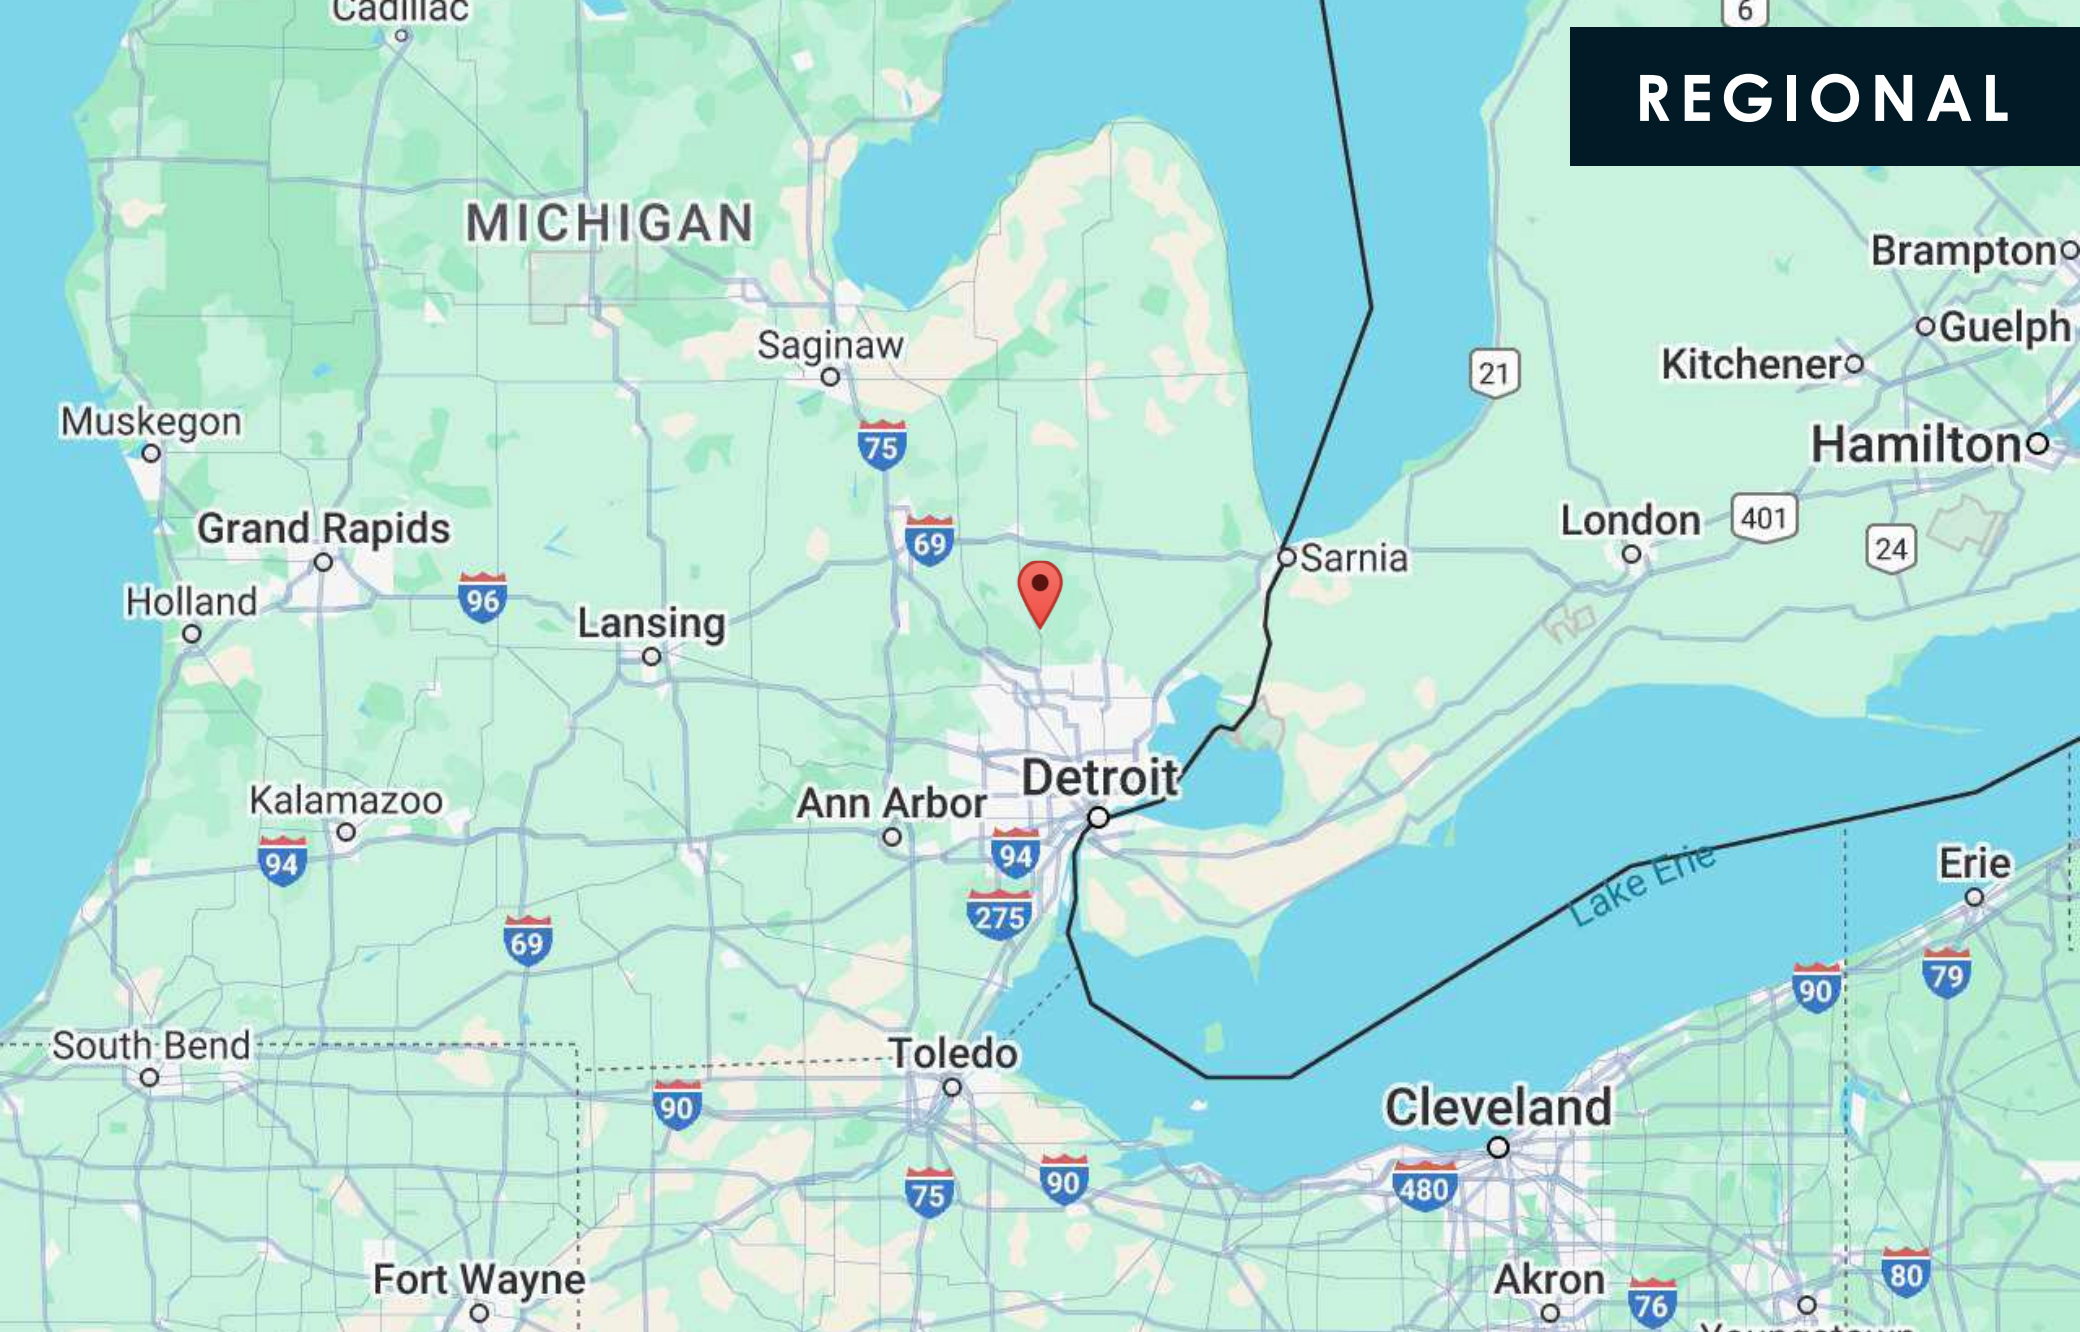 Cadillac
6
REGIONAL
MICHIGAN
Brampton
Guelph
Saginaw
Kitchener
21
Muskegon
75
Hamilton
Grand Rapids
69
London
401
24
Sarnia
Holland
96
Lansing
Detroit
Kalamazoo
Ann Arbor
94
94
Lake Erie
Erie
275
69
90
79
South Bend
Toledo
90
Cleveland
75
90
480
Fort Wayne
Akron
76
80
Youngstown